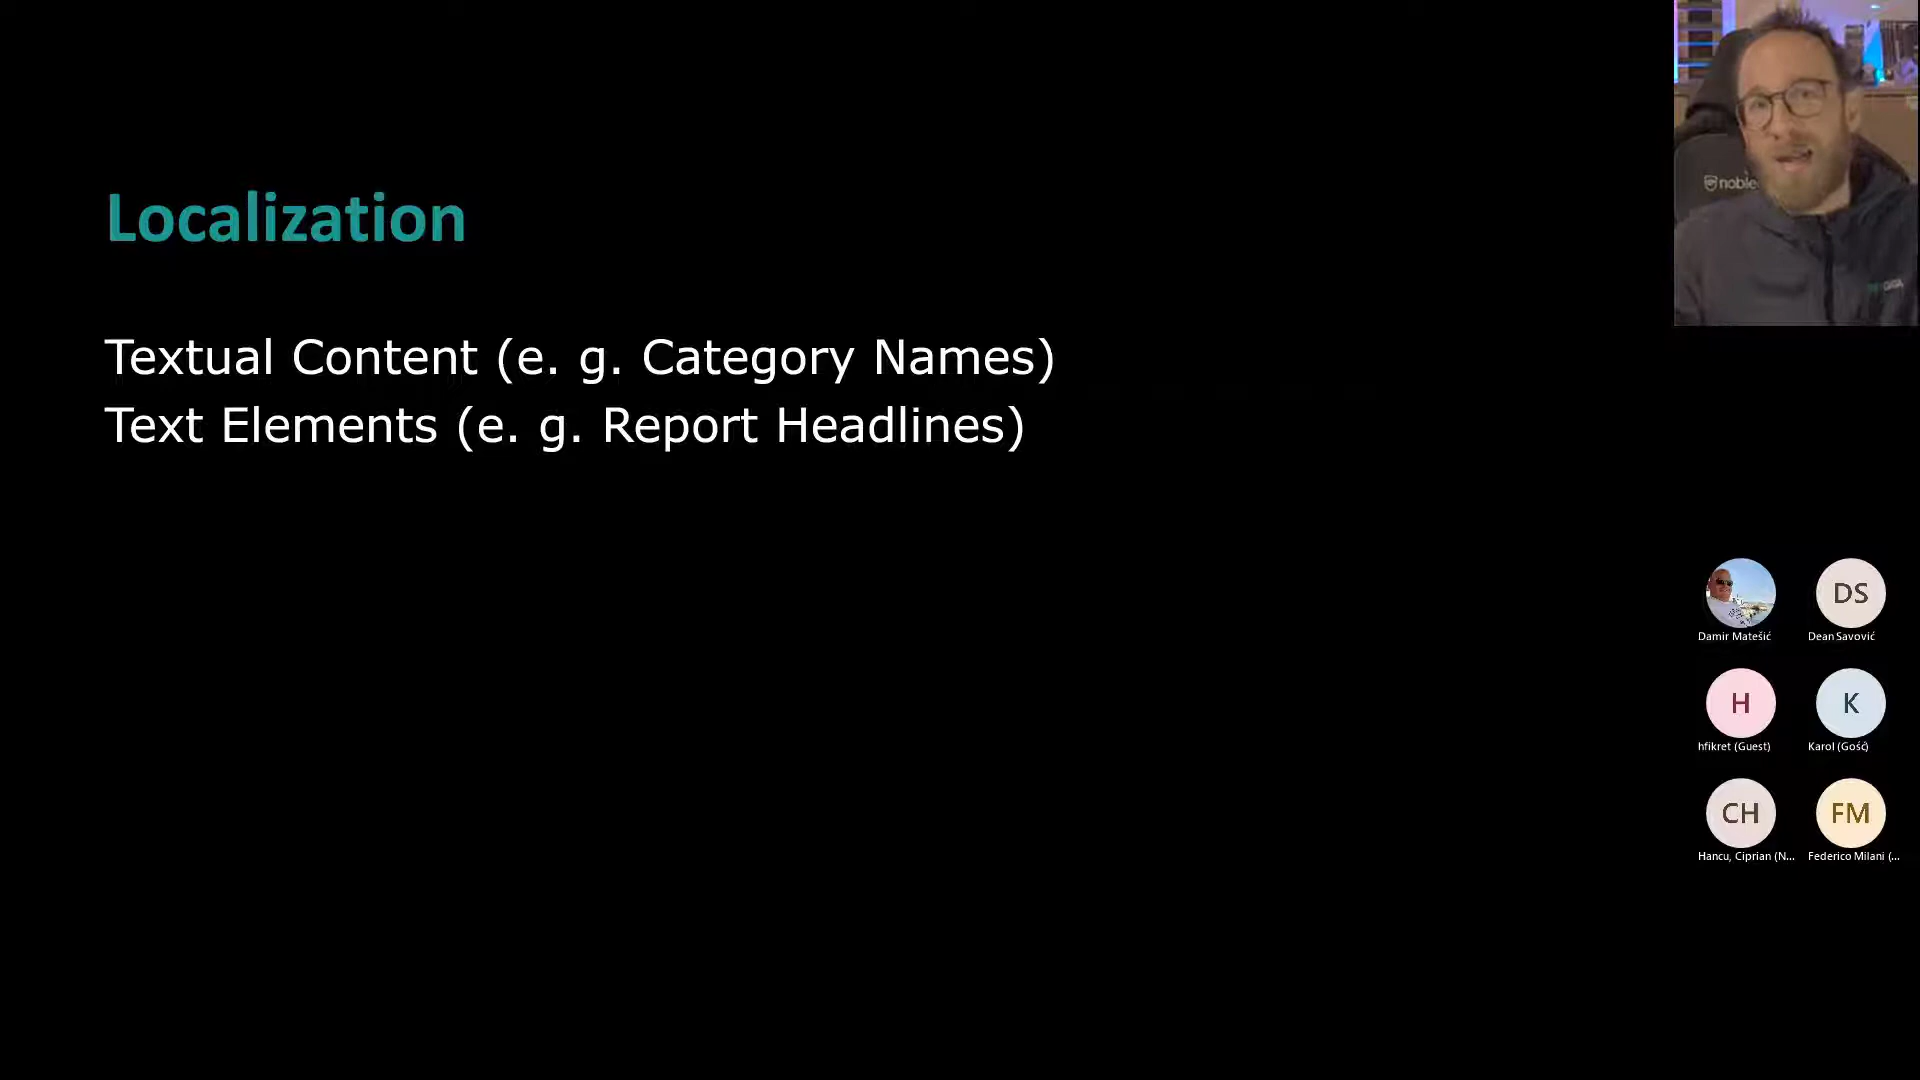 Localization
Textual Content (e. g. Category Names)
Text Elements (e. g. Report Headlines)
noble
DS
Damir Matešić
Dean Savović
H
K
hfikret (Guest)
Karol (Gość)
CH
FM
Hancu, Ciprian (N...
Federico Milani (...